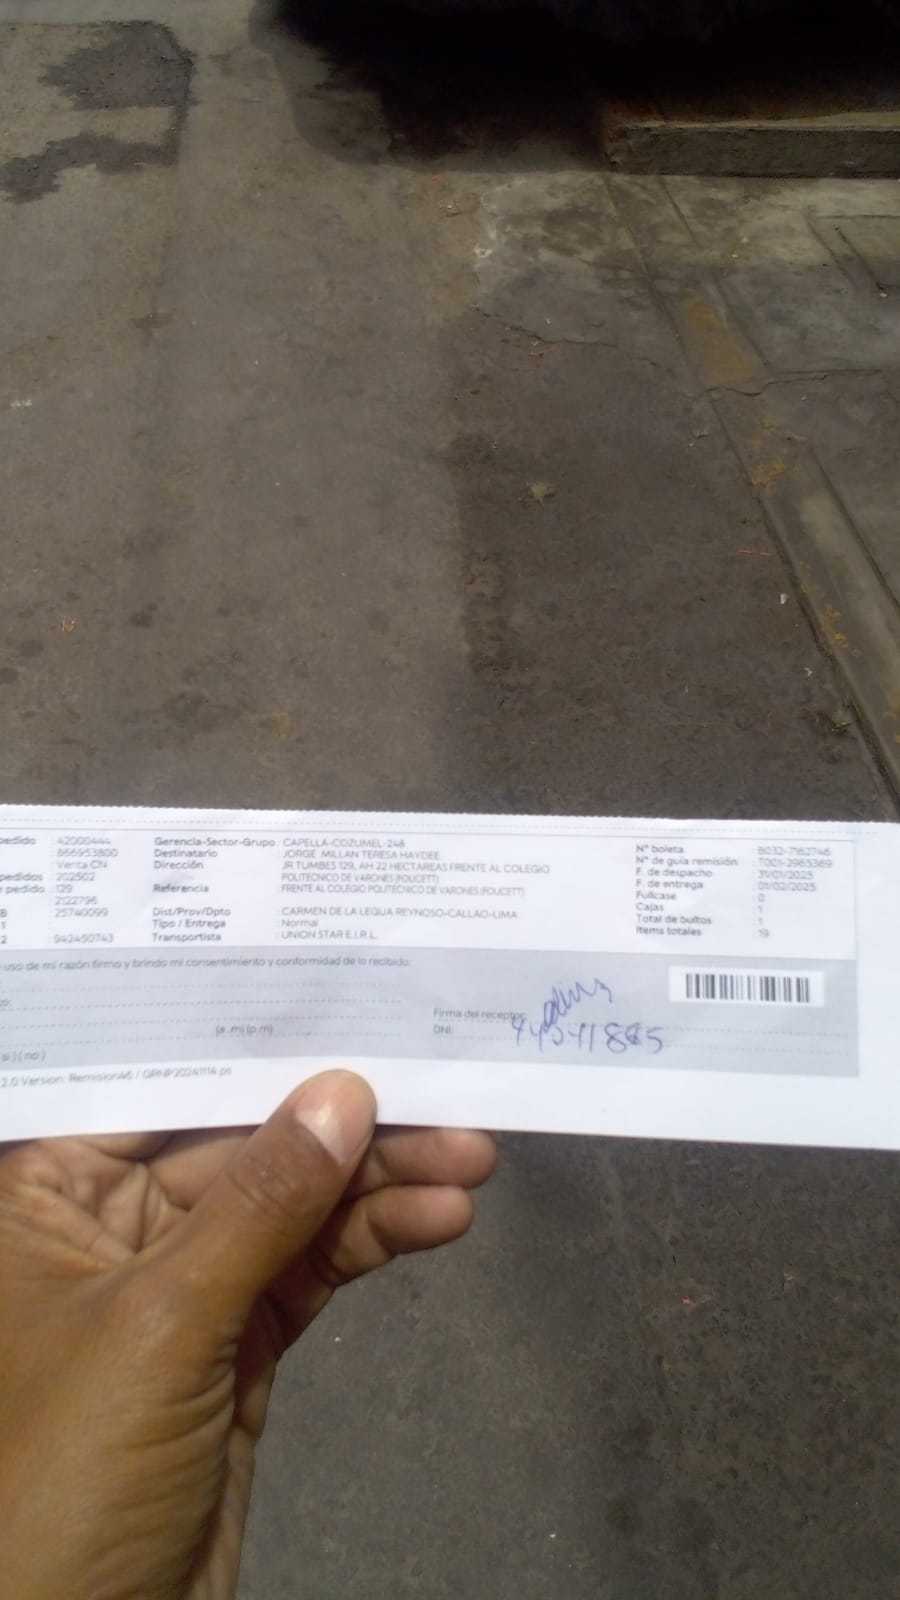 pedido : 42000444 Gerencia-Sector-Grupo : CAPELLA-COZUMEL-248 N° boleta : B032-7162746
: 866953800 Destinatario : JORGE MILLAN TERESA HAYDEE N° de guía remisión : T001-2963369
: Venta CN Dirección : JR TUMBES 129, AH 22 HECTAREAS FRENTE AL COLEGIO F. de despacho : 31/01/2025
pedidos : 202502 POLITECNICO DE VARONES (FOUCETT) F. de entrega : 01/02/2025
pedido : 129 Referencia : FRENTE AL COLEGIO POLITECNICO DE VARONES (FOUCETT) Fullcase : 0
2122796 Cajas : 1
B : 25740099 Dist/Prov/Dpto : CARMEN DE LA LEGUA REYNOSO-CALLAO-LIMA Total de bultos : 1
1 : Tipo / Entrega : Normal Items totales : 19
2 : 942450743 Transportista : UNION STAR E.I.R.L.
uso de mi razón firmo y brindo mi consentimiento y conformidad de lo recibido:
Firma del receptor:
(a .m) (p.m) DNI:
si ) ( no )
2.0 Version: